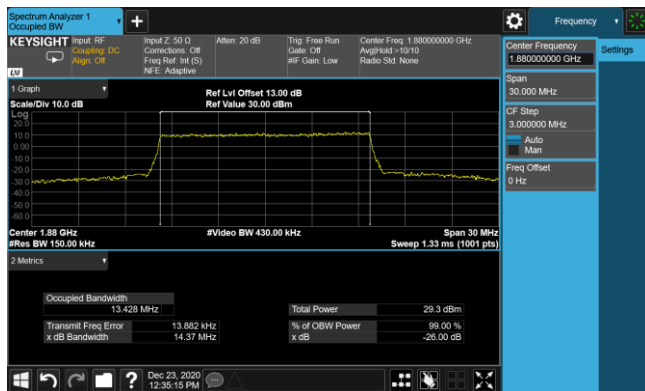 Spectrum Analyzer 1
Occupied BW
+
Frequency
KEYSIGHT
Input: RF
Coupling: DC
Align: Off
Input Z: 50 Ω
Corrections: Off
Freq Ref: Int (S)
NFE: Adaptive
Atten: 20 dB
Trig: Free Run
Gate: Off
#IF Gain: Low
Center Freq: 1.880000000 GHz
Avg|Hold:>10/10
Radio Std: None
LXI
Center Frequency
1.880000000 GHz
Settings
Span
30.000 MHz
CF Step
3.000000 MHz
Auto
Man
Freq Offset
0 Hz
1 Graph
Scale/Div 10.0 dB
Ref Lvl Offset 13.00 dB
Ref Value 30.00 dBm
Log
20.0
10.0
0.00
-10.0
-20.0
-30.0
-40.0
-50.0
-60.0
Center 1.88 GHz
#Video BW 430.00 kHz
Span 30 MHz
#Res BW 150.00 kHz
Sweep 1.33 ms (1001 pts)
2 Metrics
Occupied Bandwidth
13.428 MHz
Total Power 29.3 dBm
Transmit Freq Error 13.882 kHz
% of OBW Power 99.00 %
x dB Bandwidth 14.37 MHz
x dB -26.00 dB
?
Dec 23, 2020
12:35:15 PM